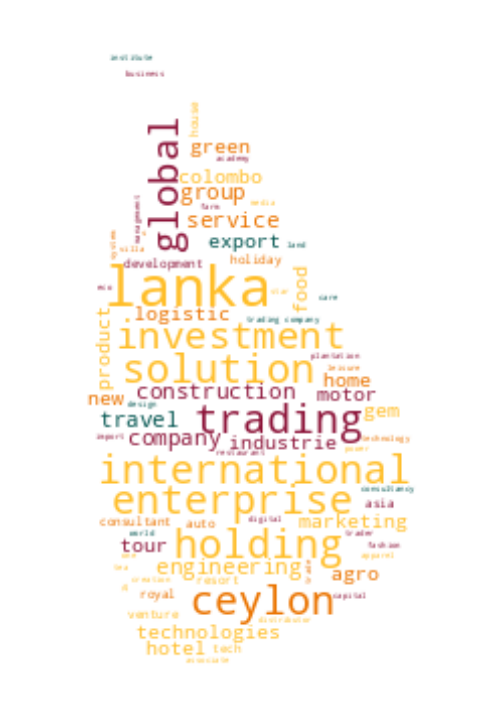 institute
business
house
global
green
academy
colombo
group
media
farm
management
service
export
land
system
villa
holiday
development
lanka
eco
star
food
care
logistic
trading company
product
investment
plantation
solution
leisure
home
construction
motor
new
design
travel
trading
gem
import
company
industrie
technology
restaurant
power
international
consultancy
enterprise
asia
consultant
auto
digital
marketing
world
trader
tour
holding
fashion
apparel
tea
engineering
agro
creation
resort
royal
ceylon
capital
venture
distributor
technologies
hotel
tech
associate